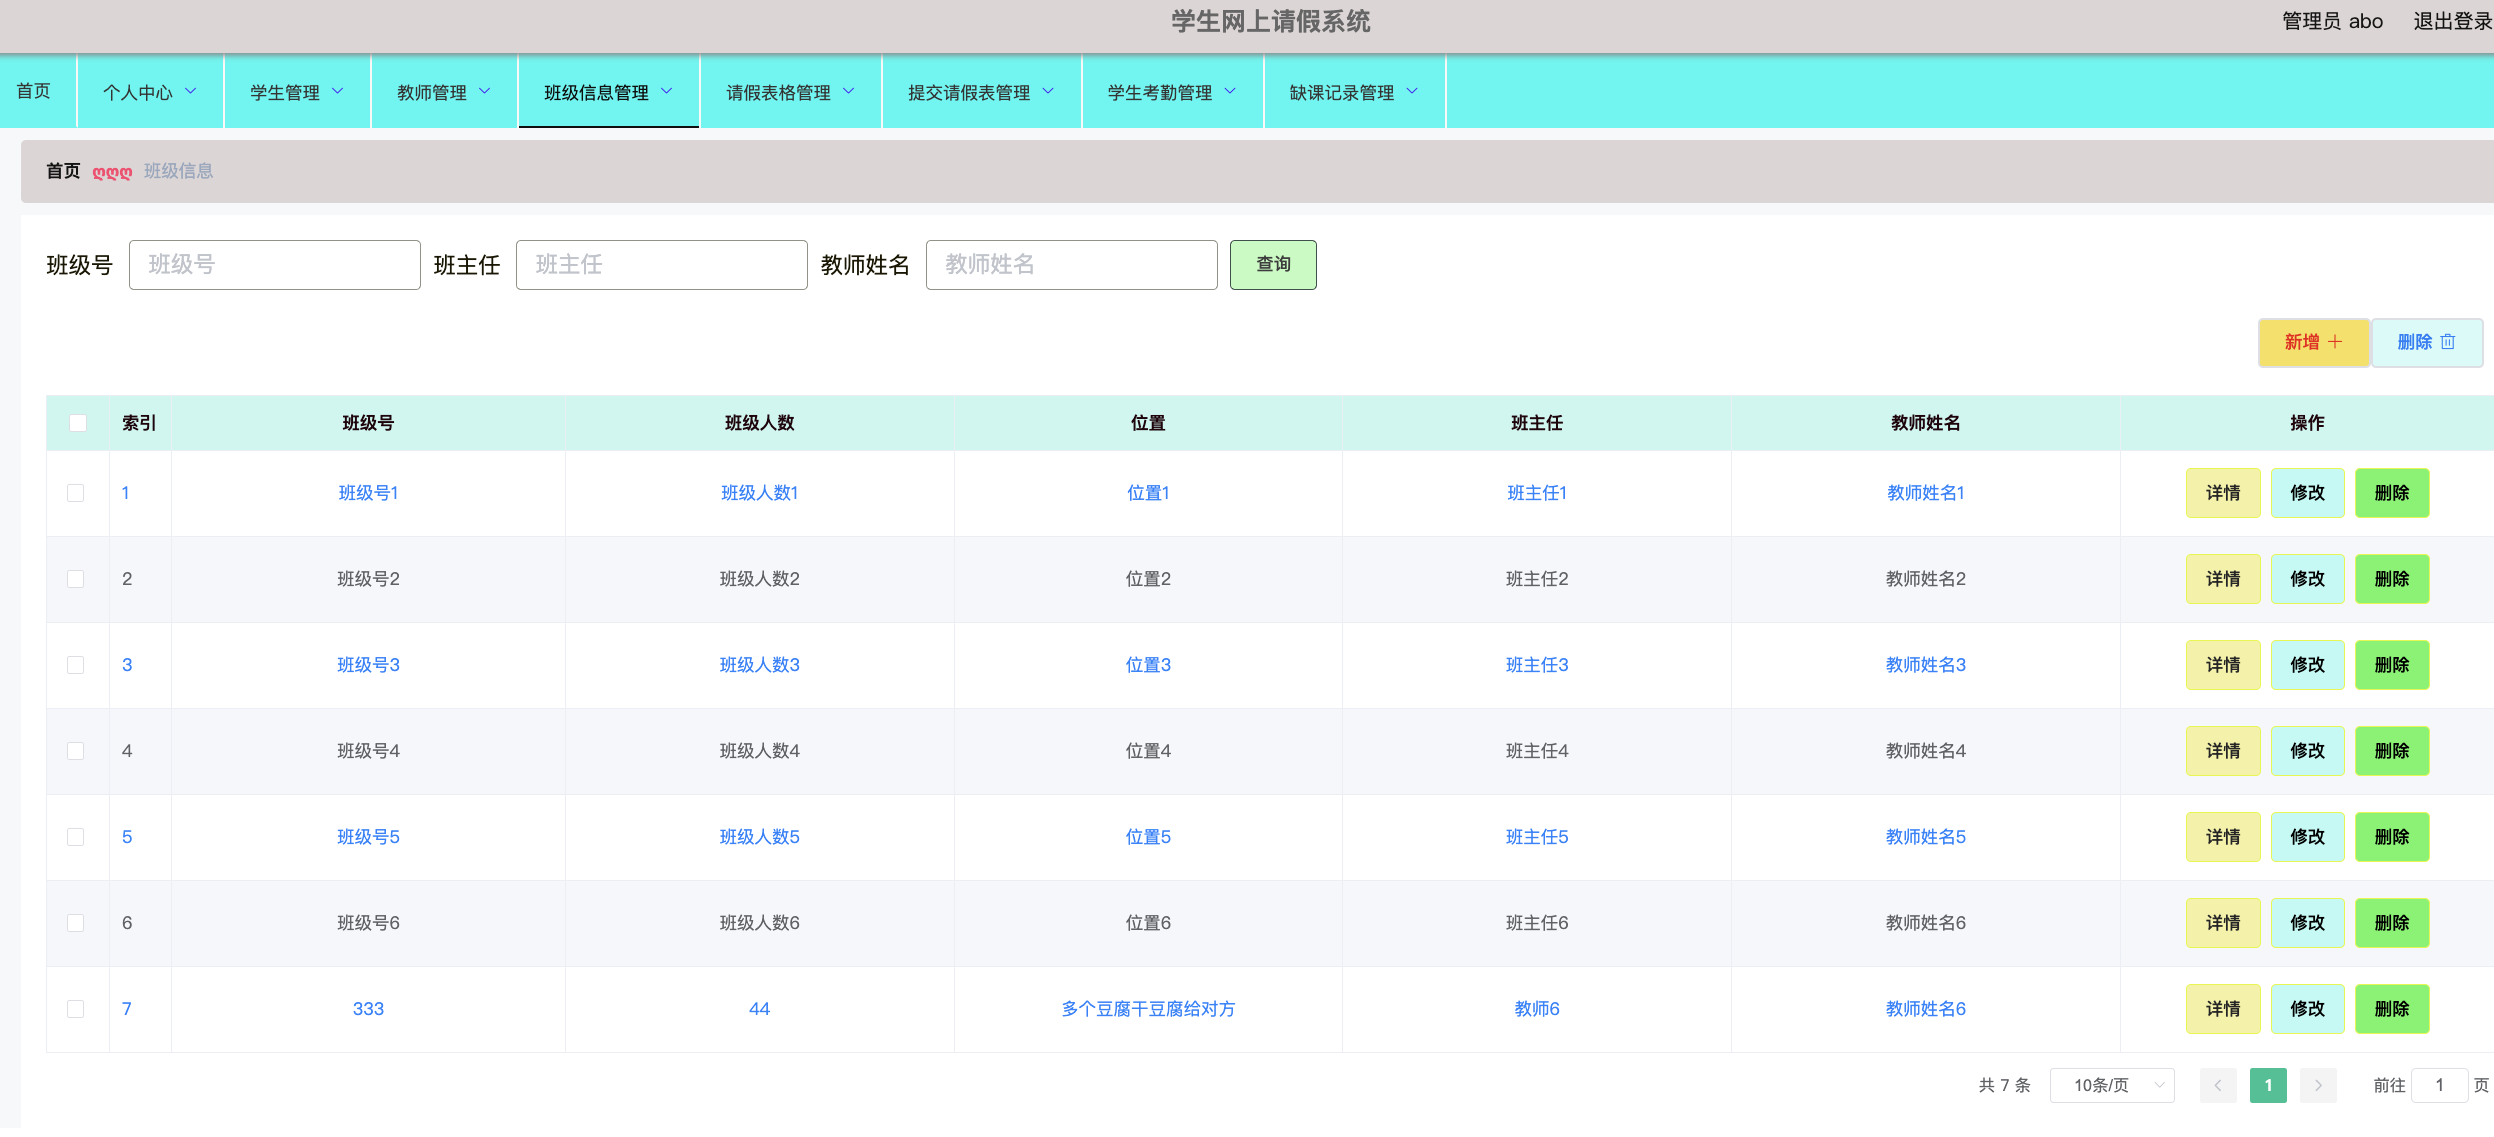 学生网上请假系统 管理员 abo 退出登录
首页 个人中心 学生管理 教师管理 班级信息管理 请假表格管理 提交请假表管理 学生考勤管理 缺课记录管理
首页 ღღღ 班级信息
班级号 班级号 班主任 班主任 教师姓名 教师姓名 查询
新增 删除
索引 班级号 班级人数 位置 班主任 教师姓名 操作
1 班级号1 班级人数1 位置1 班主任1 教师姓名1 详情 修改 删除
2 班级号2 班级人数2 位置2 班主任2 教师姓名2 详情 修改 删除
3 班级号3 班级人数3 位置3 班主任3 教师姓名3 详情 修改 删除
4 班级号4 班级人数4 位置4 班主任4 教师姓名4 详情 修改 删除
5 班级号5 班级人数5 位置5 班主任5 教师姓名5 详情 修改 删除
6 班级号6 班级人数6 位置6 班主任6 教师姓名6 详情 修改 删除
7 333 44 多个豆腐干豆腐给对方 教师6 教师姓名6 详情 修改 删除
共 7 条 10条/页 1 前往 1 页